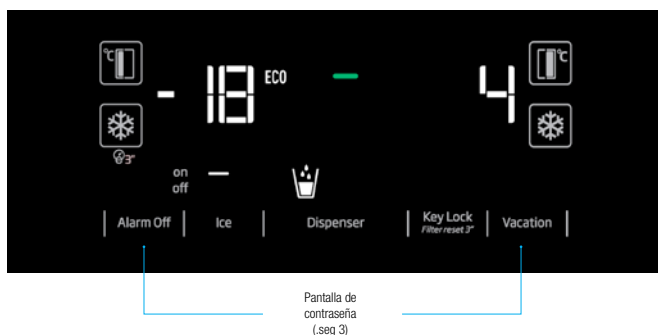 °C
°C
- 18 ECO 4
3"
on
off
Alarm Off Ice Dispenser Key Lock Vacation
Filter reset 3"
Pantalla de
contraseña
(.seg 3)